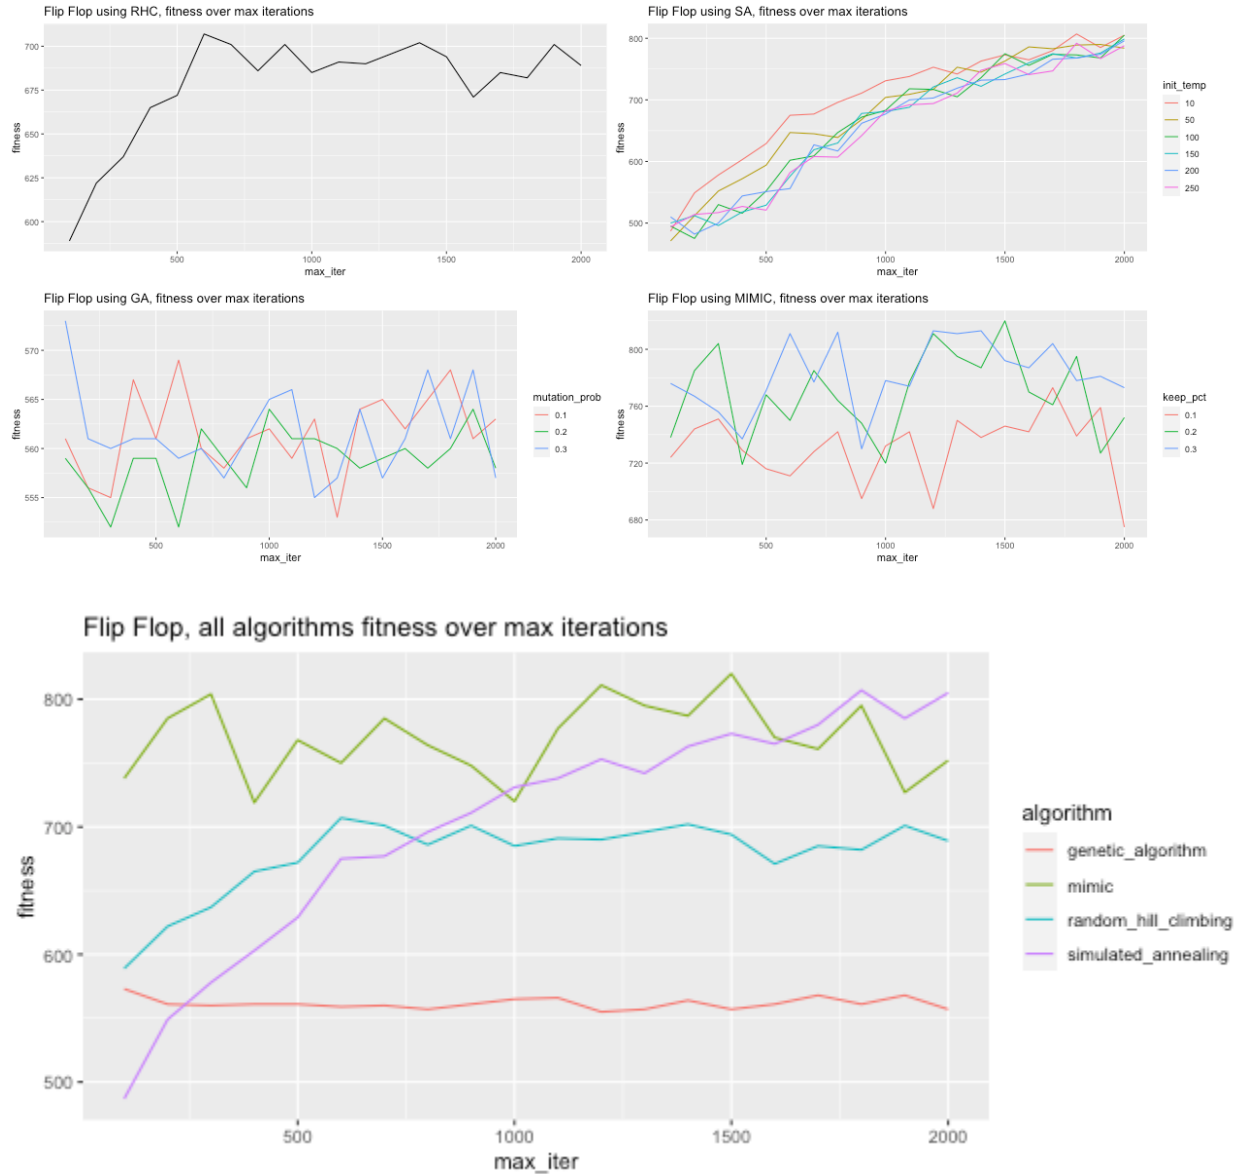 Flip Flop using RHC, fitness over max iterations
fitness
700
675
650
625
600
500
1000
1500
2000
max_iter
Flip Flop using SA, fitness over max iterations
fitness
800
700
600
500
500
1000
1500
2000
max_iter
init_temp
10
50
100
150
200
250
Flip Flop using GA, fitness over max iterations
fitness
570
565
560
555
500
1000
1500
2000
max_iter
mutation_prob
0.1
0.2
0.3
Flip Flop using MIMIC, fitness over max iterations
fitness
800
760
720
680
500
1000
1500
2000
max_iter
keep_pct
0.1
0.2
0.3
Flip Flop, all algorithms fitness over max iterations
fitness
800
700
600
500
500
1000
1500
2000
max_iter
algorithm
genetic_algorithm
mimic
random_hill_climbing
simulated_annealing